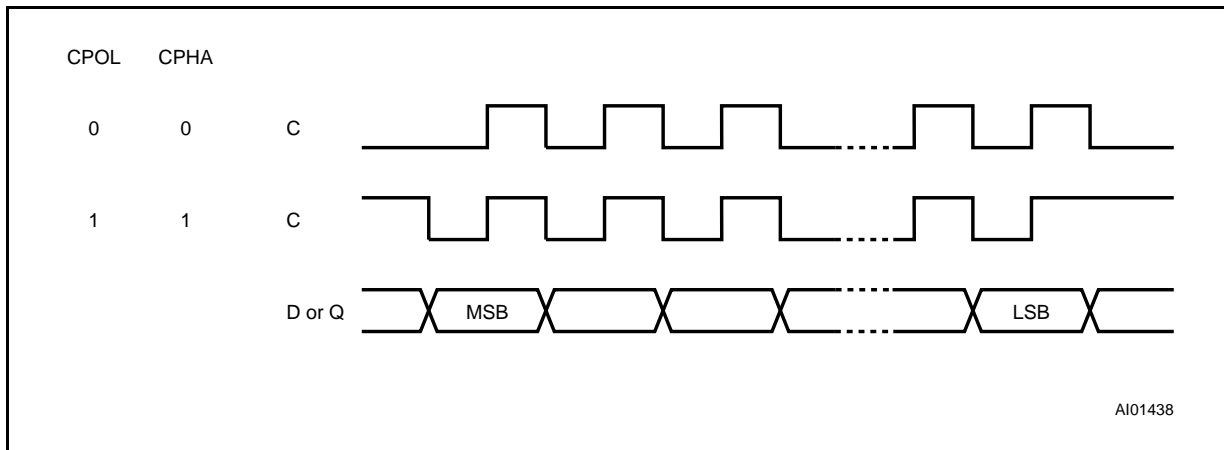 CPOL CPHA
0 0 C
1 1 C
D or Q MSB LSB
AI01438